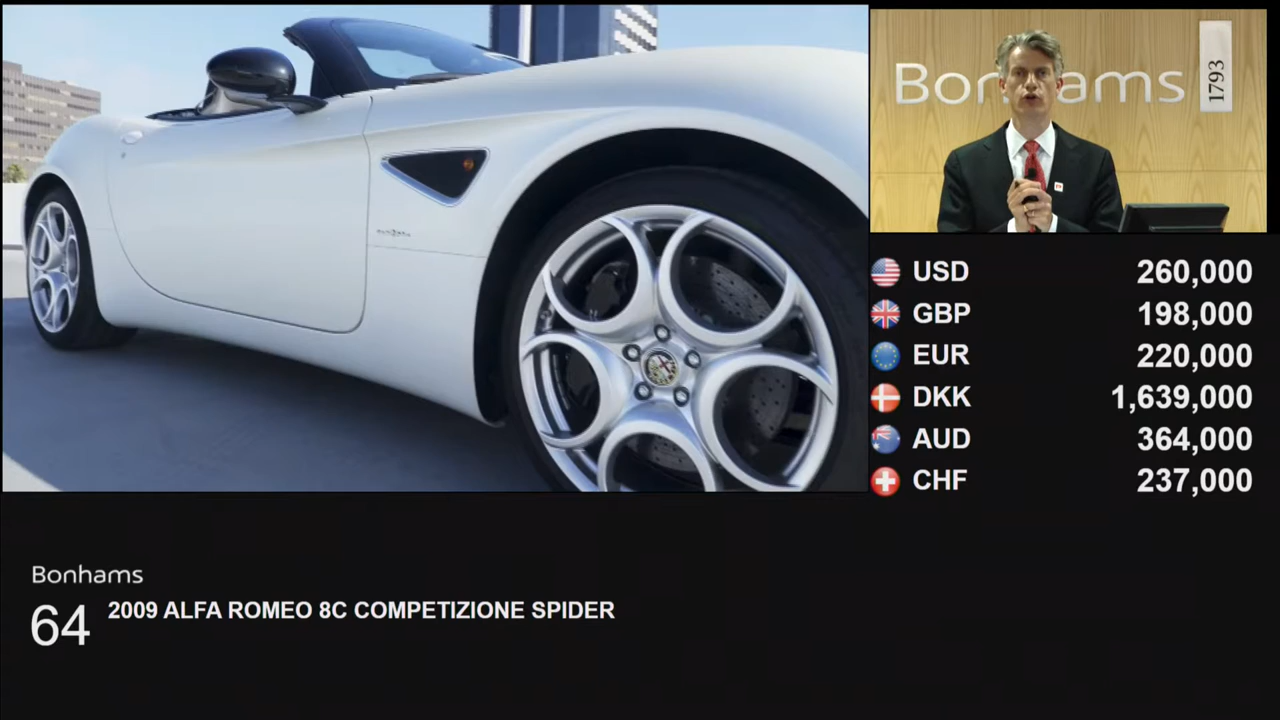 Bonhams
1793
USD 260,000
GBP 198,000
EUR 220,000
DKK 1,639,000
AUD 364,000
CHF 237,000
Bonhams
64 2009 ALFA ROMEO 8C COMPETIZIONE SPIDER